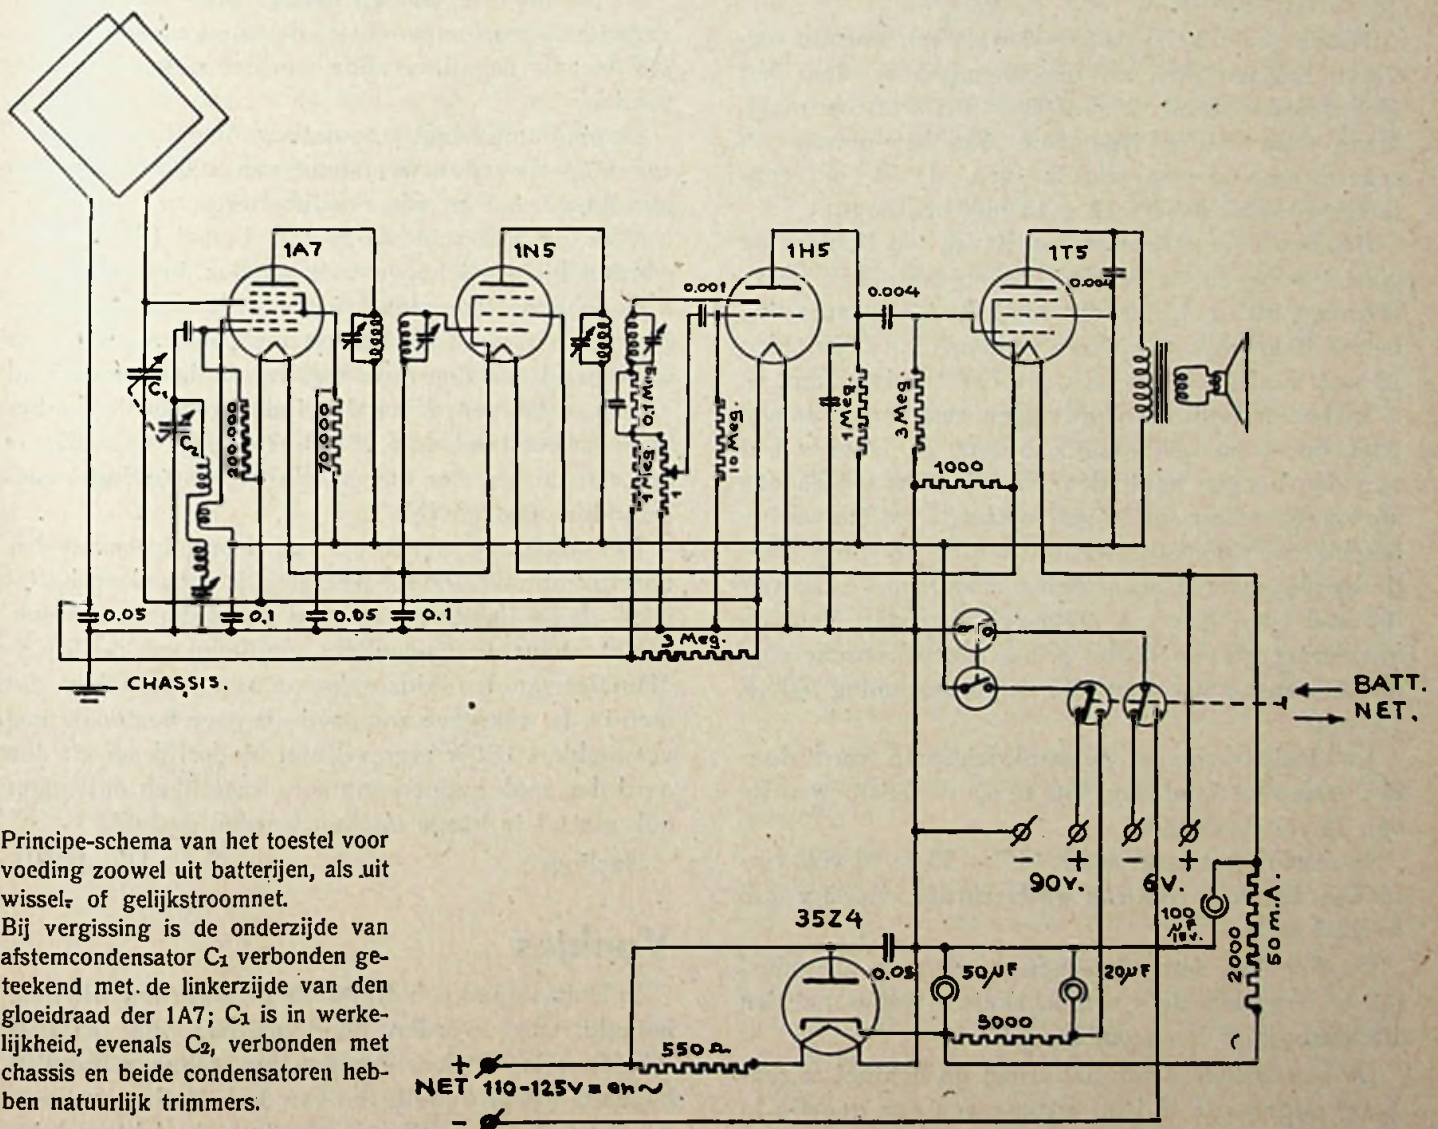 1A7
1N5
1H5
1T5
0.001
0.004
0.004
C1
C2
200.000
70.000
0.1 Meg.
1 Meg
1
10 Meg.
1 Meg.
3 Meg.
1000
0.05
0.1
0.05
0.1
3 Meg.
CHASSIS.
BATT.
NET.
- + - +
90V. 6V.
100 µF 15v.
2000
50 m.A.
35Z4
0.05
50µF
20µF
3000
550 Ω
+
NET 110-125V = en ~
-
Principe-schema van het toestel voor
voeding zoowel uit batterijen, als uit
wissel- of gelijkstroomnet.
Bij vergissing is de onderzijde van
afstemcondensator C1 verbonden ge-
teekend met de linkerzijde van den
gloeidraad der 1A7; C1 is in werke-
lijkheid, evenals C2, verbonden met
chassis en beide condensatoren heb-
ben natuurlijk trimmers.